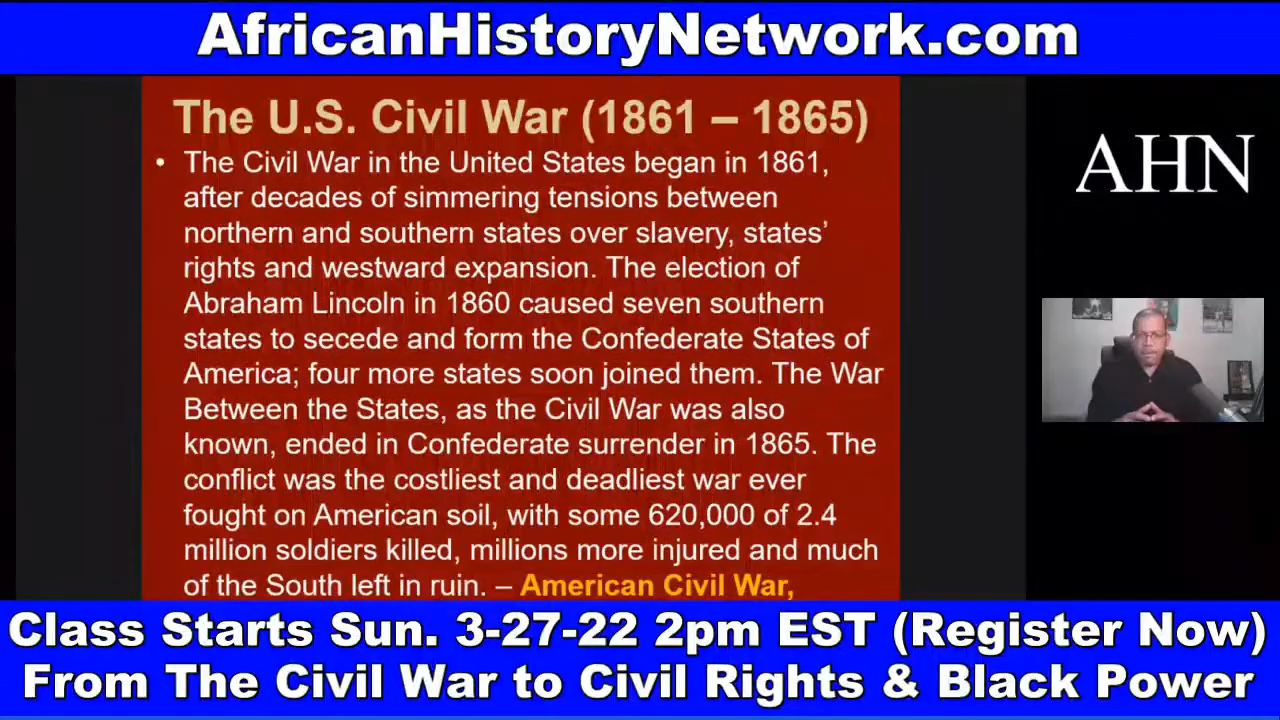 AfricanHistoryNetwork.com
The U.S. Civil War (1861 – 1865)
• The Civil War in the United States began in 1861,
after decades of simmering tensions between
northern and southern states over slavery, states’
rights and westward expansion. The election of
Abraham Lincoln in 1860 caused seven southern
states to secede and form the Confederate States of
America; four more states soon joined them. The War
Between the States, as the Civil War was also
known, ended in Confederate surrender in 1865. The
conflict was the costliest and deadliest war ever
fought on American soil, with some 620,000 of 2.4
million soldiers killed, millions more injured and much
of the South left in ruin. – American Civil War,
AHN
Class Starts Sun. 3-27-22 2pm EST (Register Now)
From The Civil War to Civil Rights & Black Power